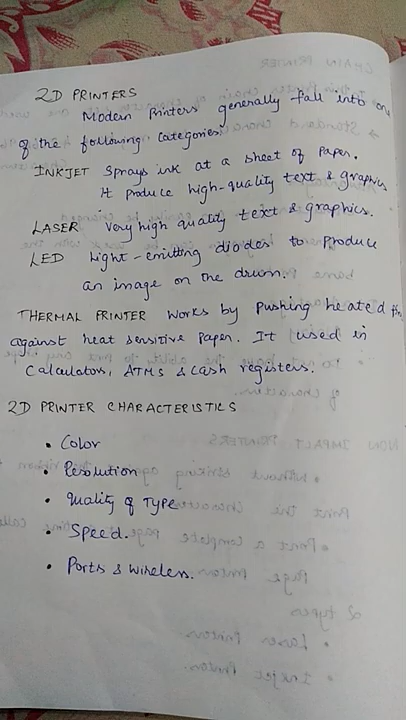 2D PRINTERS
Modern Printers generally fall into one
of the following categories:
INKJET Sprays ink at a sheet of Paper.
It produce high-quality text & graphics
LASER Very high quality text & graphics.
LED Light-emitting diodes to produce
an image on the drum.
THERMAL PRINTER Works by Pushing heated
against heat sensitive Paper. It used in
Calculators, ATMs & Cash registers.
2D PRINTER CHARACTERISTICS
• Color
• Resolution
• Quality of Type
• Speed.
• Ports & wireless.